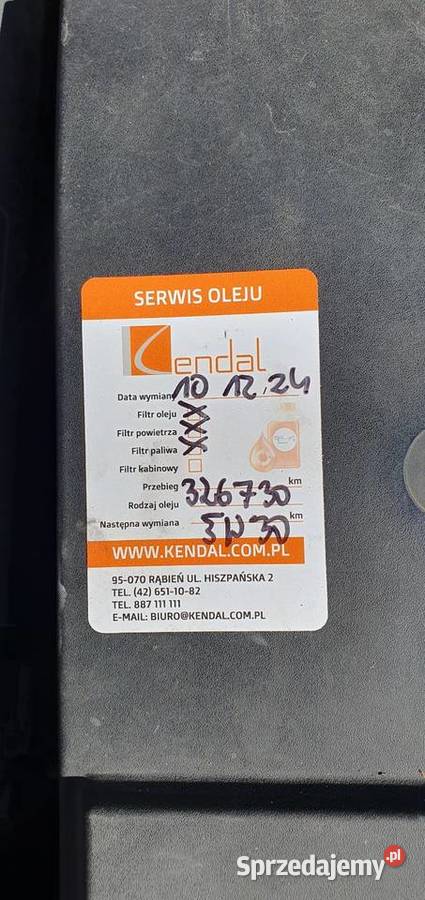 SERWIS OLEJU
Kendal
Data wymiany 10 12, 24
Filtr oleju X
Filtr powietrza X
Filtr paliwa X
Filtr kabinowy
Przebieg 326730 km
Rodzaj oleju 5W30
Następna wymiana km
WWW.KENDAL.COM.PL
95-070 RĄBIEŃ UL. HISZPAŃSKA 2
TEL. (42) 651-10-82
TEL. 887 111 111
E-MAIL: BIURO@KENDAL.COM.PL
Sprzedajemy.pl